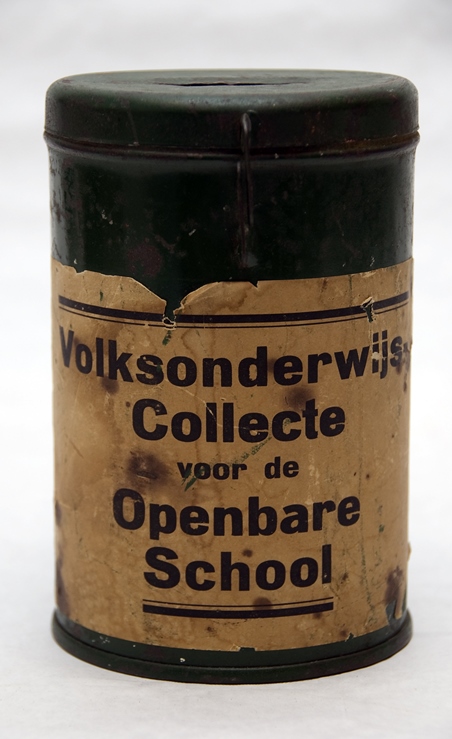 Volksonderwijs-
Collecte
voor de
Openbare
School